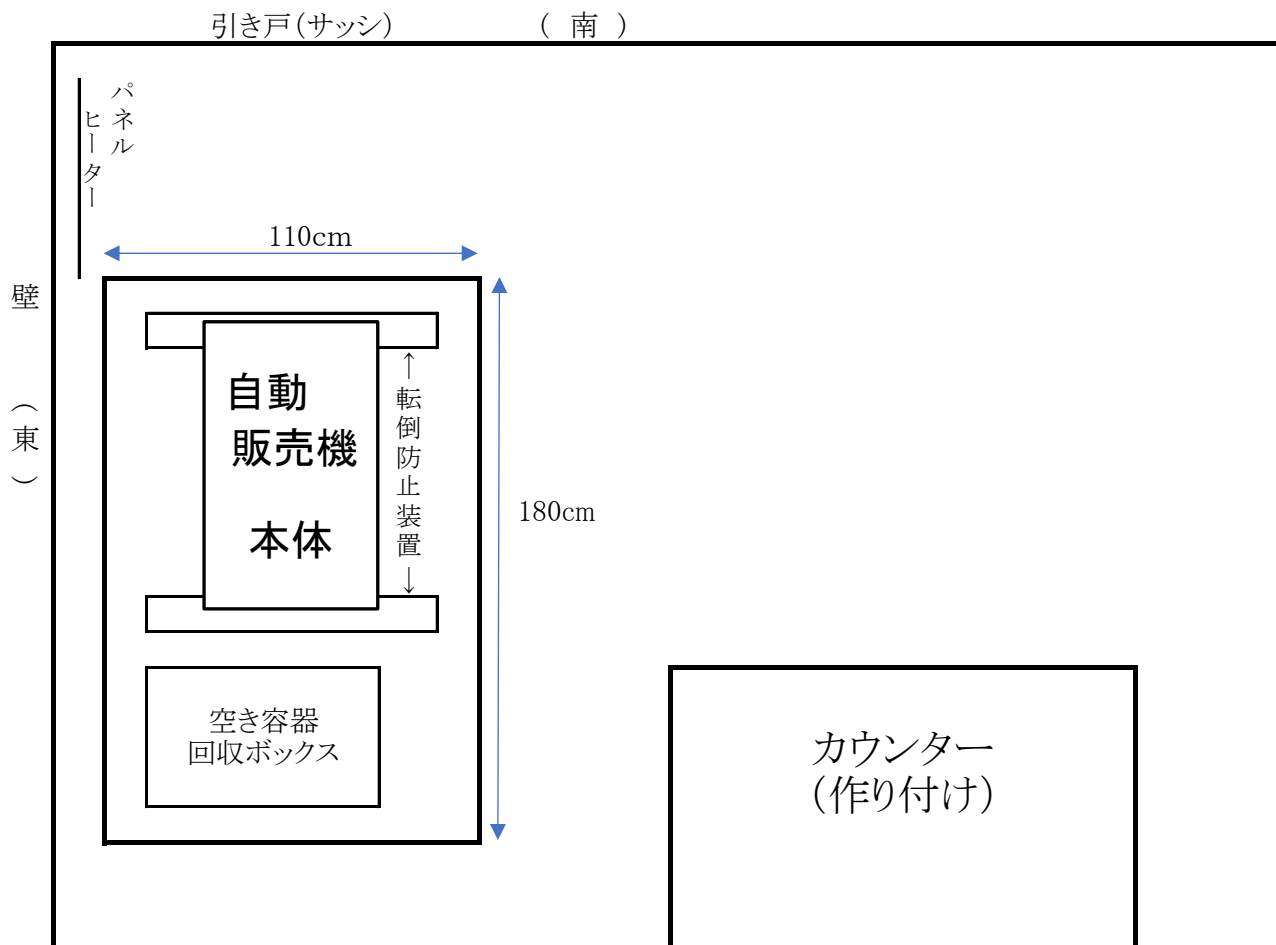 引き戸(サッシ)
( 南 )
パネル
ヒーター
110cm
壁
(東)
自動
販売機
本体
↑転倒防止装置↓
180cm
空き容器
回収ボックス
カウンター
(作り付け)